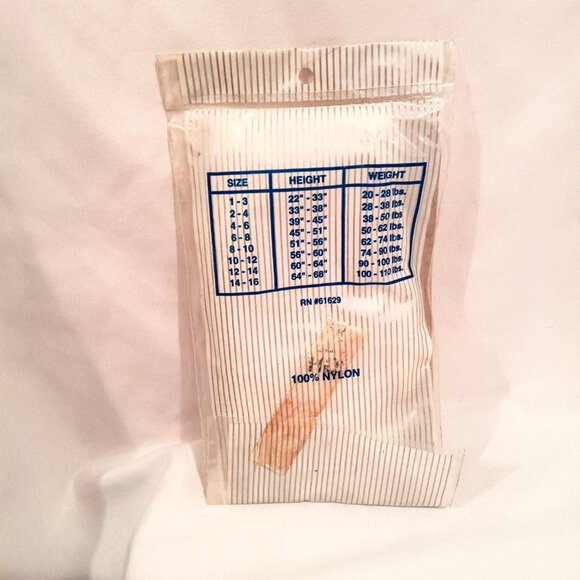 SIZE HEIGHT WEIGHT
1 - 3 22" - 33" 20 - 28 lbs.
2 - 4 33" - 38" 28 - 38 lbs.
4 - 6 39" - 45" 38 - 50 lbs
6 - 8 45" - 51" 50 - 62 lbs.
8 - 10 51" - 56" 62 - 74 lbs.
10 - 12 56" - 60" 74 - 90 lbs.
12 - 14 60" - 64" 90 - 100 lbs.
14 - 16 64" - 68" 100 - 110 lbs.
RN #61629
100% NYLON